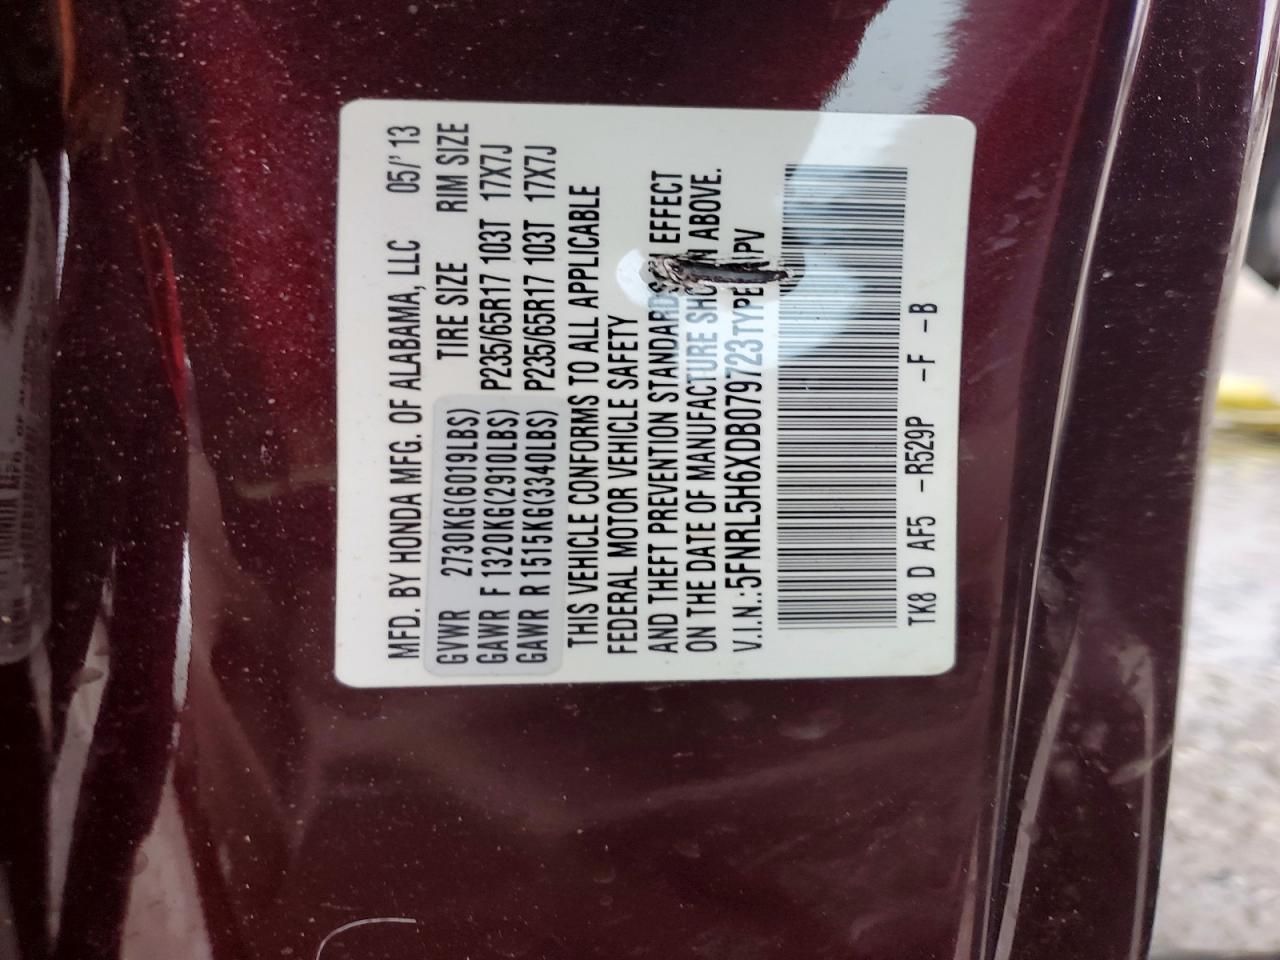 MFD. BY HONDA MFG. OF ALABAMA, LLC 05/' 13
TIRE SIZE RIM SIZE
GVWR 2730KG(6019LBS)
GAWR F 1320KG(2910LBS) P235/65R17 103T 17X7J
GAWR R 1515KG(3340LBS) P235/65R17 103T 17X7J
THIS VEHICLE CONFORMS TO ALL APPLICABLE
FEDERAL MOTOR VEHICLE SAFETY
AND THEFT PREVENTION STANDARDS EFFECT
ON THE DATE OF MANUFACTURE ABOVE.
V.I.N.:5FNRL5H6XDB079723 TYPE
TK8 D AF5 -R529P -F -B